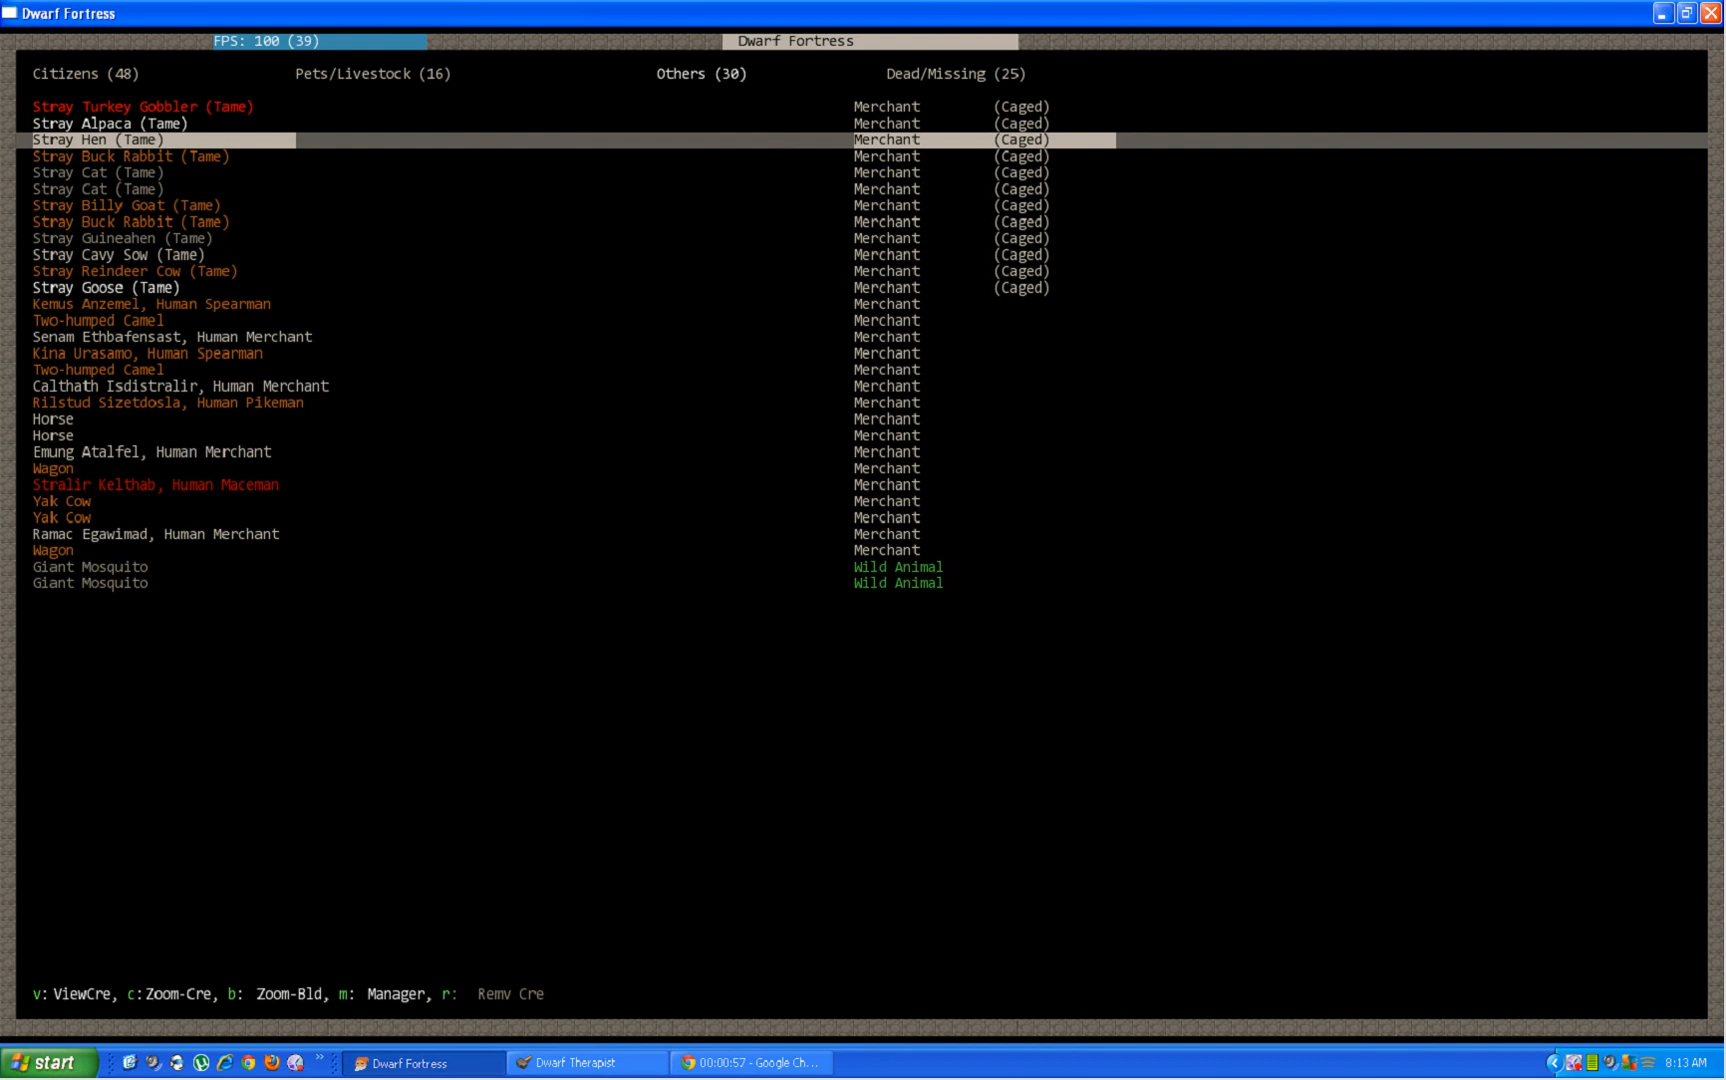 Dwarf Fortress
FPS: 100 (39) Dwarf Fortress
Citizens (48) Pets/Livestock (16) Others (30) Dead/Missing (25)
Stray Turkey Gobbler (Tame) Merchant (Caged)
Stray Alpaca (Tame) Merchant (Caged)
Stray Hen (Tame) Merchant (Caged)
Stray Buck Rabbit (Tame) Merchant (Caged)
Stray Cat (Tame) Merchant (Caged)
Stray Cat (Tame) Merchant (Caged)
Stray Billy Goat (Tame) Merchant (Caged)
Stray Buck Rabbit (Tame) Merchant (Caged)
Stray Guineahen (Tame) Merchant (Caged)
Stray Cavy Sow (Tame) Merchant (Caged)
Stray Reindeer Cow (Tame) Merchant (Caged)
Stray Goose (Tame) Merchant (Caged)
Kemus Anzemel, Human Spearman Merchant
Two-humped Camel Merchant
Senam Ethbafensast, Human Merchant Merchant
Kina Urasamo, Human Spearman Merchant
Two-humped Camel Merchant
Calthath Isdistralir, Human Merchant Merchant
Rilstud Sizetdosla, Human Pikeman Merchant
Horse Merchant
Horse Merchant
Emung Atalfel, Human Merchant Merchant
Wagon Merchant
Stralir Kelthab, Human Maceman Merchant
Yak Cow Merchant
Yak Cow Merchant
Ramac Egawimad, Human Merchant Merchant
Wagon Merchant
Giant Mosquito Wild Animal
Giant Mosquito Wild Animal
v: ViewCre, c: Zoom-Cre, b: Zoom-Bld, m: Manager, r: Remv Cre
start Dwarf Fortress Dwarf Therapist 00:00:57 - Google Ch... 8:13 AM